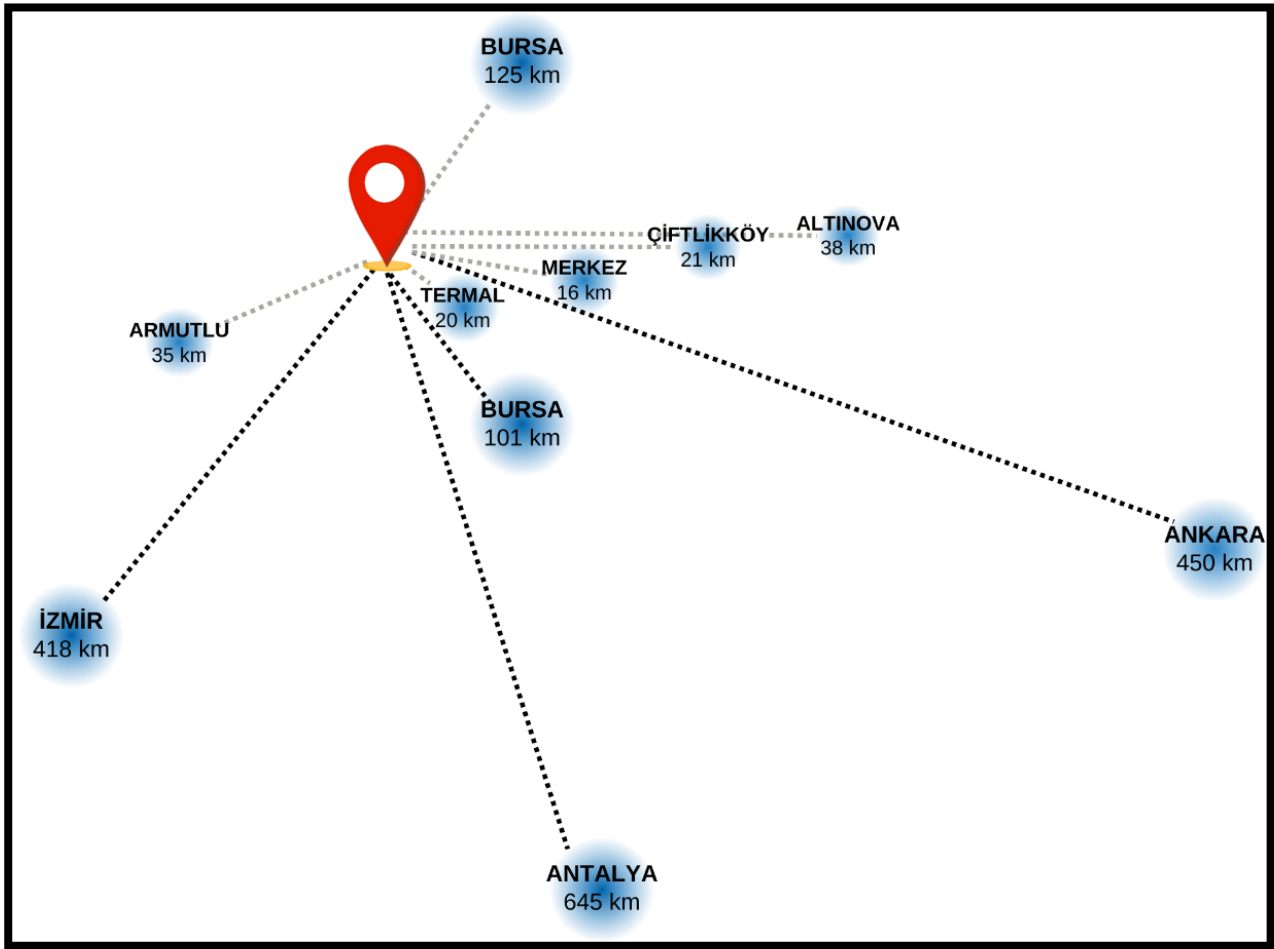 BURSA
125 km
ALTINOVA
38 km
ÇİFTLİKKÖY
21 km
MERKEZ
16 km
TERMAL
20 km
ARMUTLU
35 km
BURSA
101 km
ANKARA
450 km
İZMİR
418 km
ANTALYA
645 km